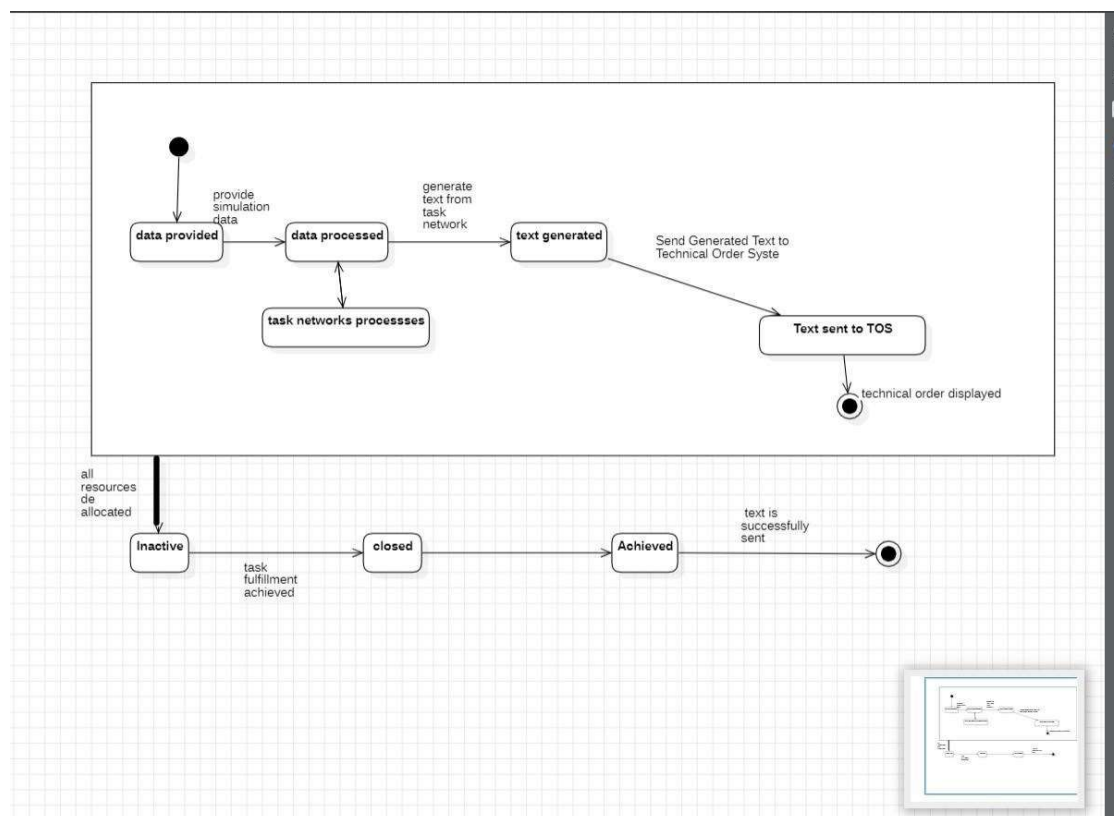 provide
simulation
data
generate
text from
task
network
data provided
data processed
text generated
Send Generated Text to
Technical Order Syste
task networks processses
Text sent to TOS
technical order displayed
all
resources
de
allocated
Inactive
task
fulfillment
achieved
closed
Achieved
text is
successfully
sent